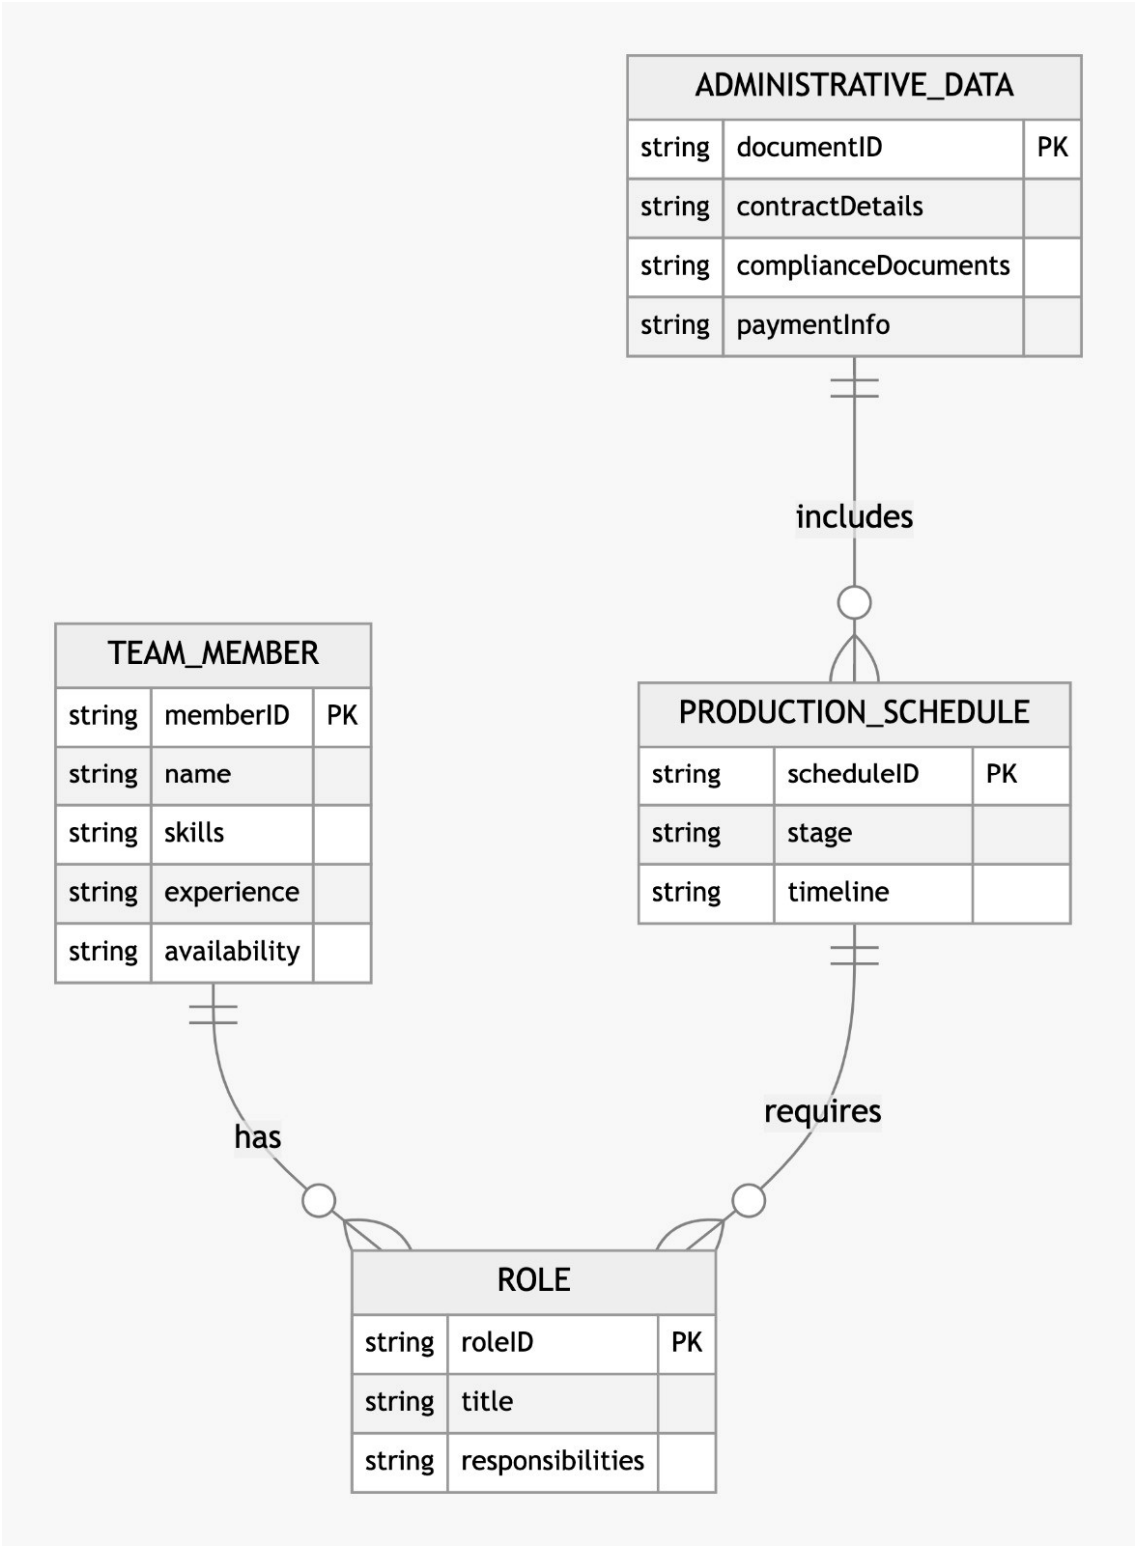 ADMINISTRATIVE_DATA
string documentID PK
string contractDetails
string complianceDocuments
string paymentInfo
includes
TEAM_MEMBER
string memberID PK
string name
string skills
string experience
string availability
PRODUCTION_SCHEDULE
string scheduleID PK
string stage
string timeline
has
requires
ROLE
string roleID PK
string title
string responsibilities